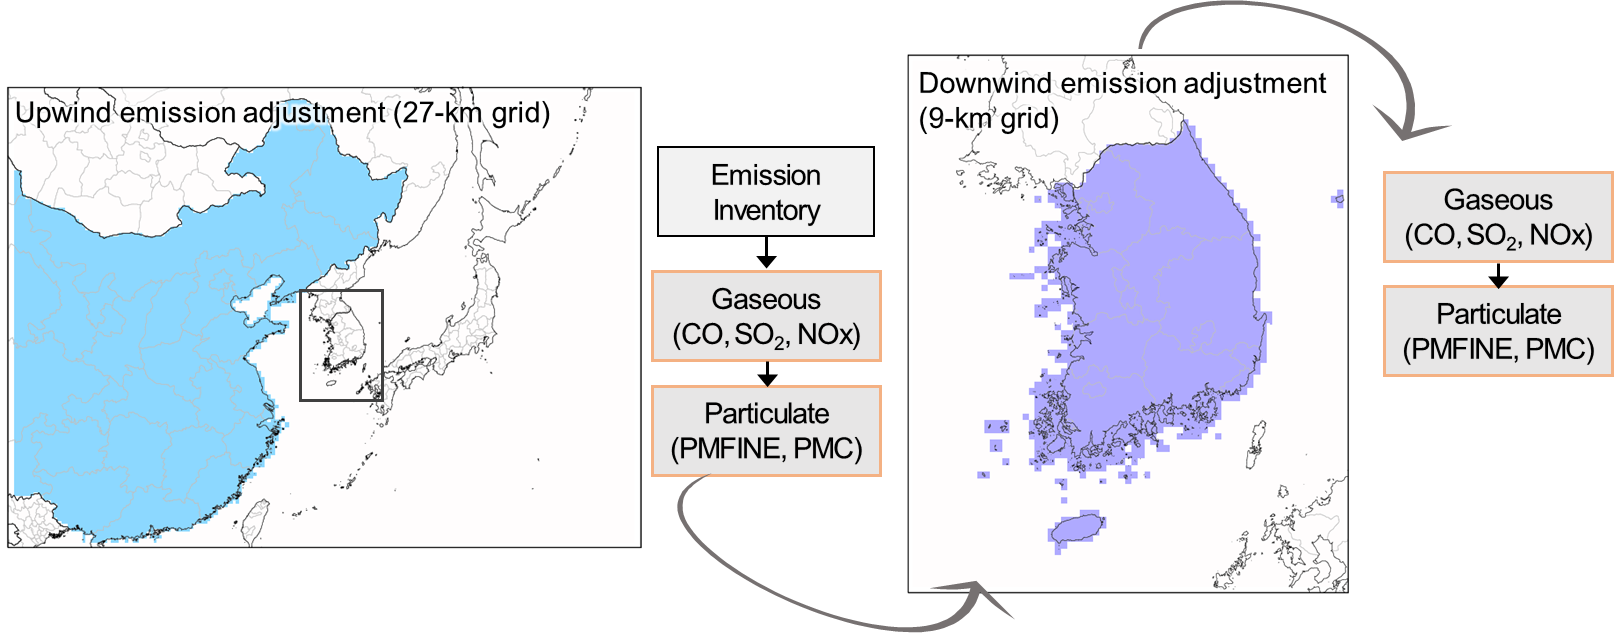 Upwind emission adjustment (27-km grid)
Emission
Inventory
Gaseous
(CO, SO₂, NOx)
Particulate
(PMFINE, PMC)
Downwind emission adjustment
(9-km grid)
Gaseous
(CO, SO₂, NOx)
Particulate
(PMFINE, PMC)